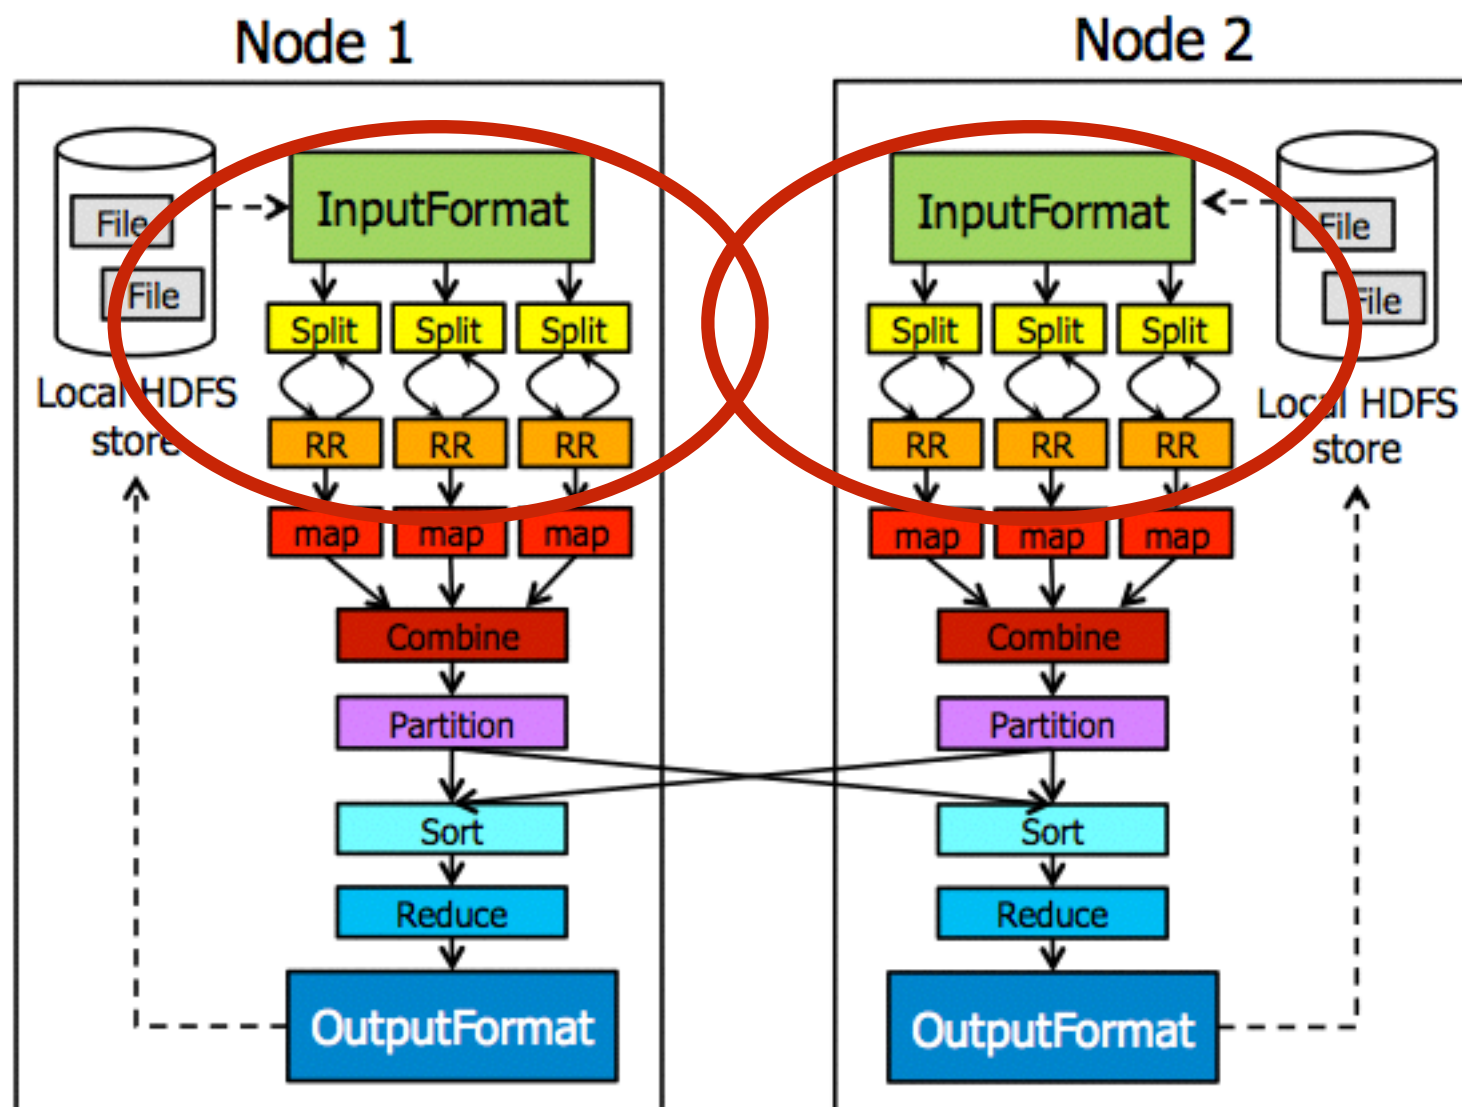 Node 1
Node 2
File
File
Local HDFS
store
InputFormat
Split Split Split
RR RR RR
map map map
Combine
Partition
Sort
Reduce
OutputFormat
InputFormat
File
File
Local HDFS
store
Split Split Split
RR RR RR
map map map
Combine
Partition
Sort
Reduce
OutputFormat